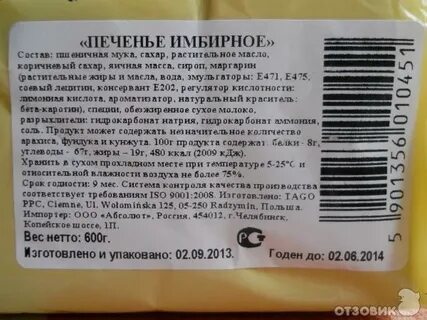 «ПЕЧЕНЬЕ ИМБИРНОЕ»
Состав: пшеничная мука, сахар, растительное масло,
коричневый сахар, яичная масса, сироп, маргарин
(растительные жиры и масла, вода, эмульгаторы: Е471, Е475,
соевый лецитин, консервант Е202, регулятор кислотности:
лимонная кислота, ароматизатор, натуральный краситель:
бета-каротин), специи, обезжиренное сухое молоко,
разрыхлители: гидрокарбонат натрия, гидрокарбонат аммония,
соль. Продукт может содержать незначительное количество
арахиса, фундука и кунжута. 100г продукта содержат: белки - 8г,
углеводы - 67г, жиры - 19г, 480 ккал (2009 кДж).
Хранить в сухом прохладном месте при температуре 5-25°С и
относительной влажности воздуха не более 75%.
Срок годности: 9 мес. Система контроля качества производства
соответствует требованиям ISO 9001:2008. Изготовлено: TAGO
PPC, Ciemne, Ul. Wołomińska 125, 05-250 Radzymin, Польша.
Импортер: ООО «Абсолют», Россия, 454012, г.Челябинск,
Копейское шоссе, 1П.
Вес нетто: 600г.
Изготовлено и упаковано: 02.09.2013.
Годен до: 02.06.2014
5 901356 010451
ОТЗОВИК